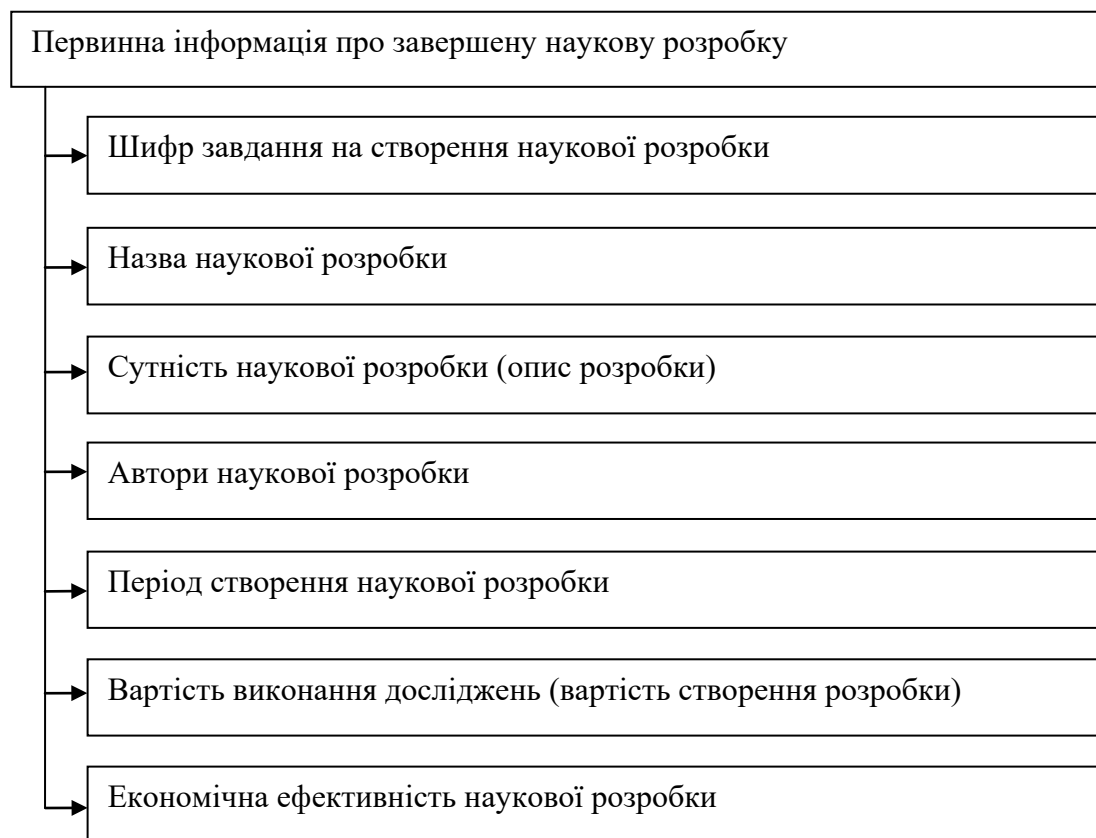 Первинна інформація про завершену наукову розробку
Шифр завдання на створення наукової розробки
Назва наукової розробки
Сутність наукової розробки (опис розробки)
Автори наукової розробки
Період створення наукової розробки
Вартість виконання досліджень (вартість створення розробки)
Економічна ефективність наукової розробки